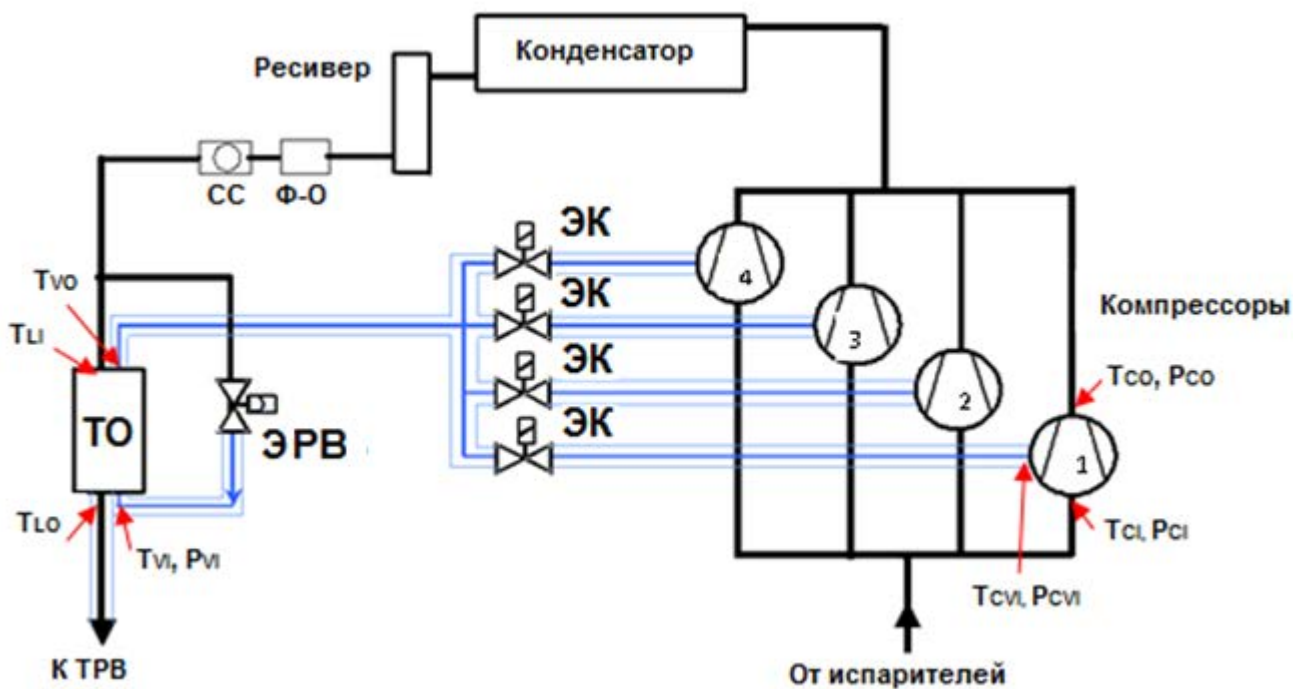 Конденсатор
Ресивер
СС
Ф-О
ЭК
TVO
4
ЭК
Компрессоры
TLI
3
ЭК
TCO, PCO
ТО
2
ЭРВ
ЭК
1
TLO
TVI, PVI
TCI, PCI
TCVI, PCVI
К ТРВ
От испарителей